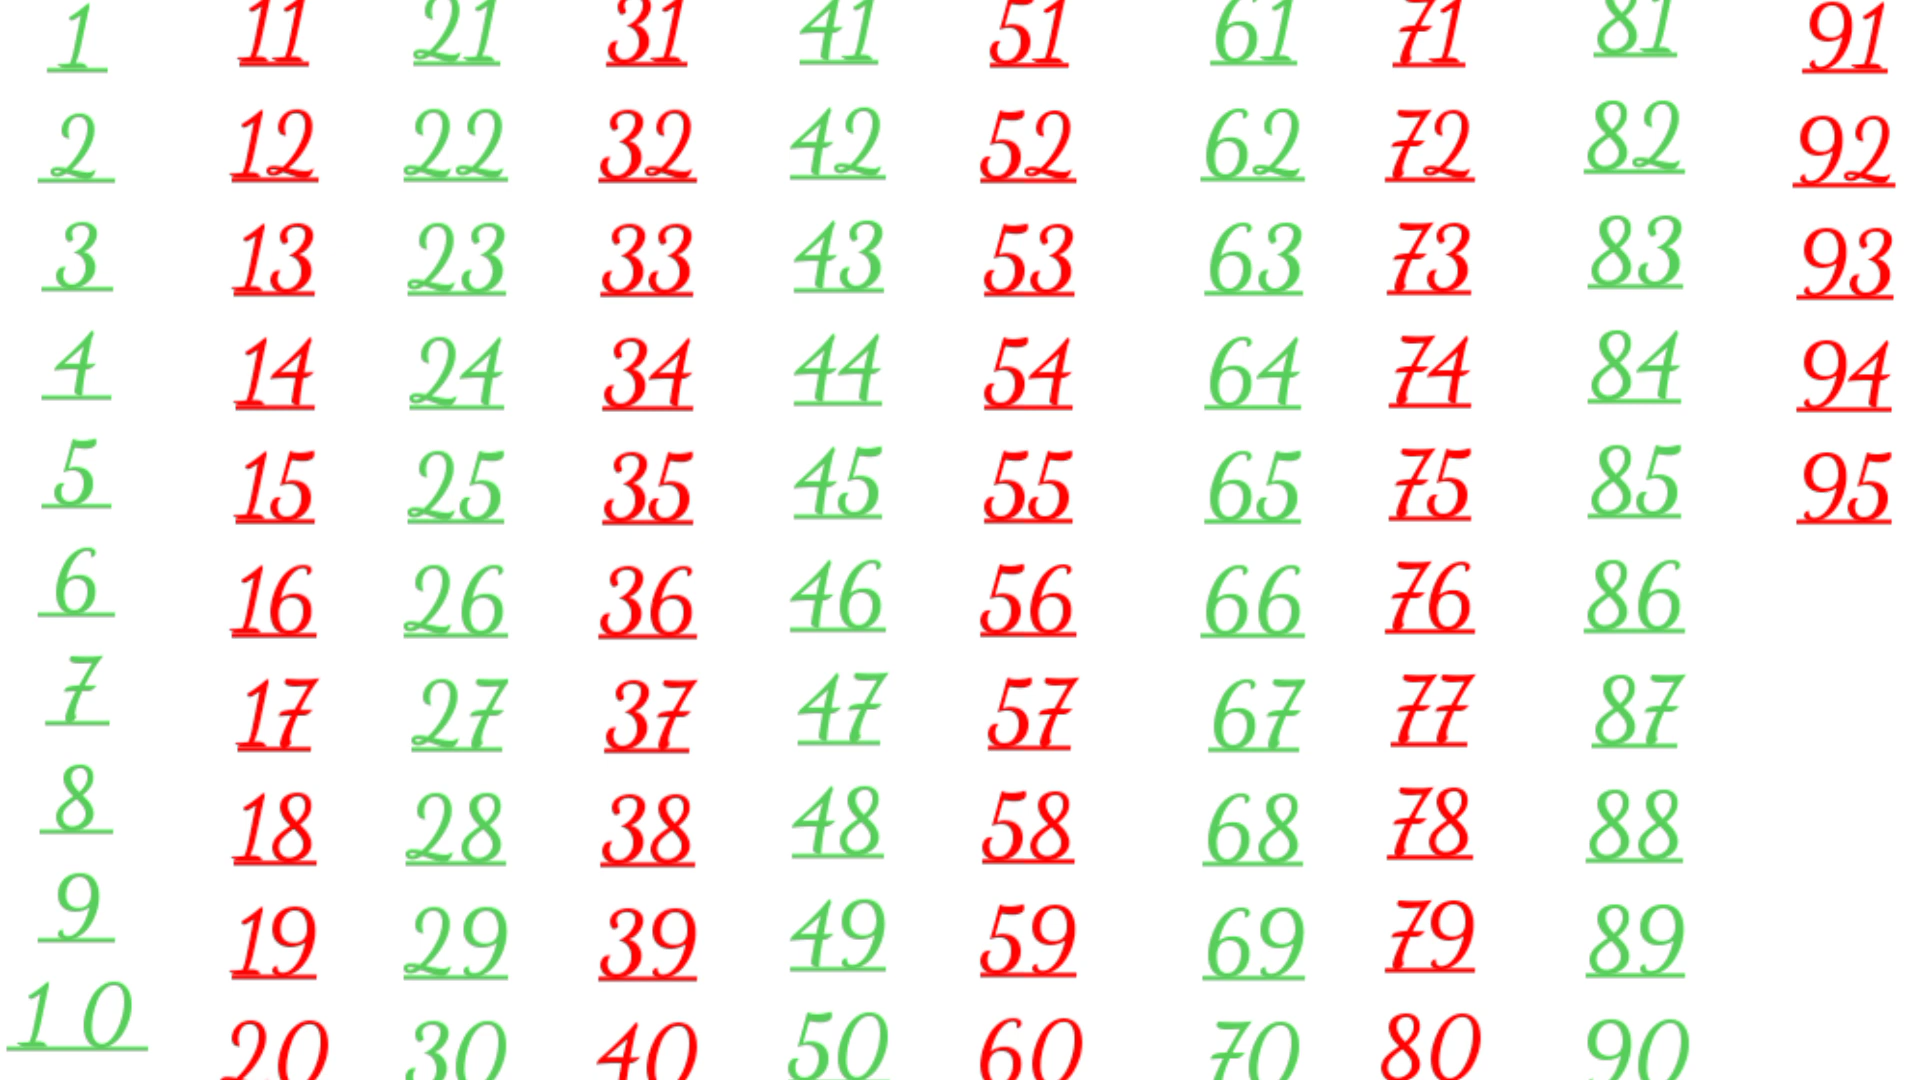 1 11 21 31 41 51 61 71 81 91
2 12 22 32 42 52 62 72 82 92
3 13 23 33 43 53 63 73 83 93
4 14 24 34 44 54 64 74 84 94
5 15 25 35 45 55 65 75 85 95
6 16 26 36 46 56 66 76 86
7 17 27 37 47 57 67 77 87
8 18 28 38 48 58 68 78 88
9 19 29 39 49 59 69 79 89
1 0 20 30 40 50 60 70 80 90